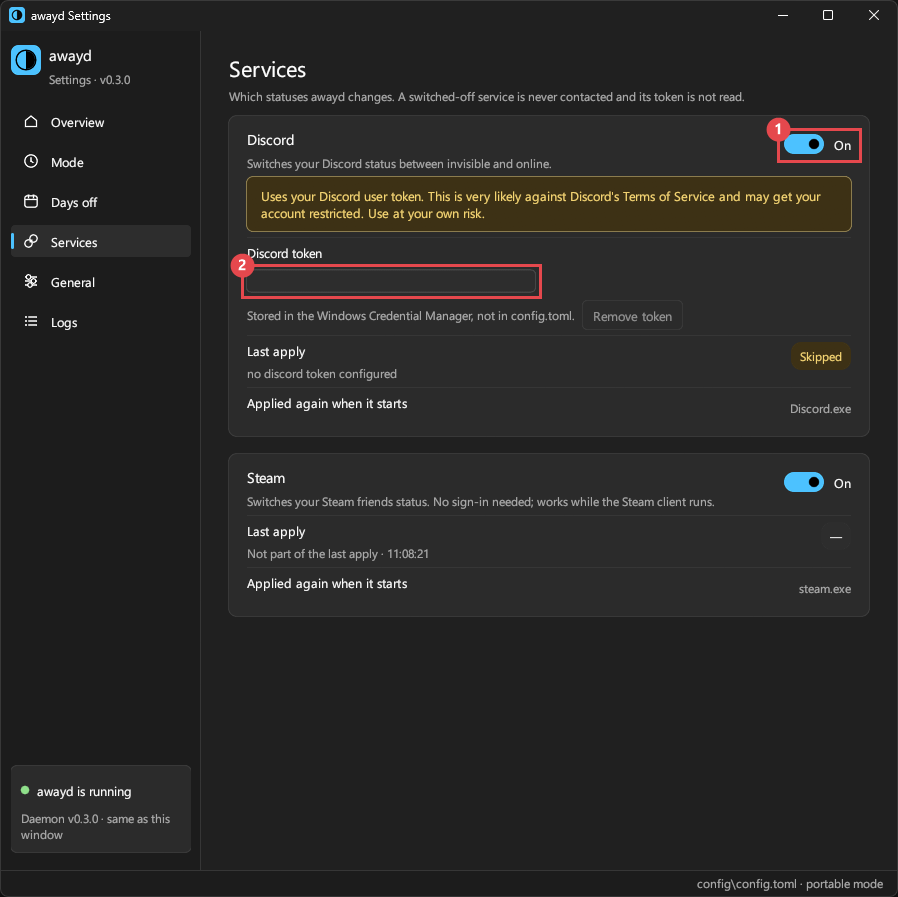 awayd Settings
awayd
Settings · v0.3.0
Overview
Mode
Days off
Services
General
Logs
awayd is running
Daemon v0.3.0 · same as this
window
Services
Which statuses awayd changes. A switched-off service is never contacted and its token is not read.
Discord
1
On
Switches your Discord status between invisible and online.
Uses your Discord user token. This is very likely against Discord's Terms of Service and may get your
account restricted. Use at your own risk.
Discord token
2
Stored in the Windows Credential Manager, not in config.toml.
Remove token
Last apply
Skipped
no discord token configured
Applied again when it starts
Discord.exe
Steam
On
Switches your Steam friends status. No sign-in needed; works while the Steam client runs.
Last apply
—
Not part of the last apply · 11:08:21
Applied again when it starts
steam.exe
config\config.toml · portable mode